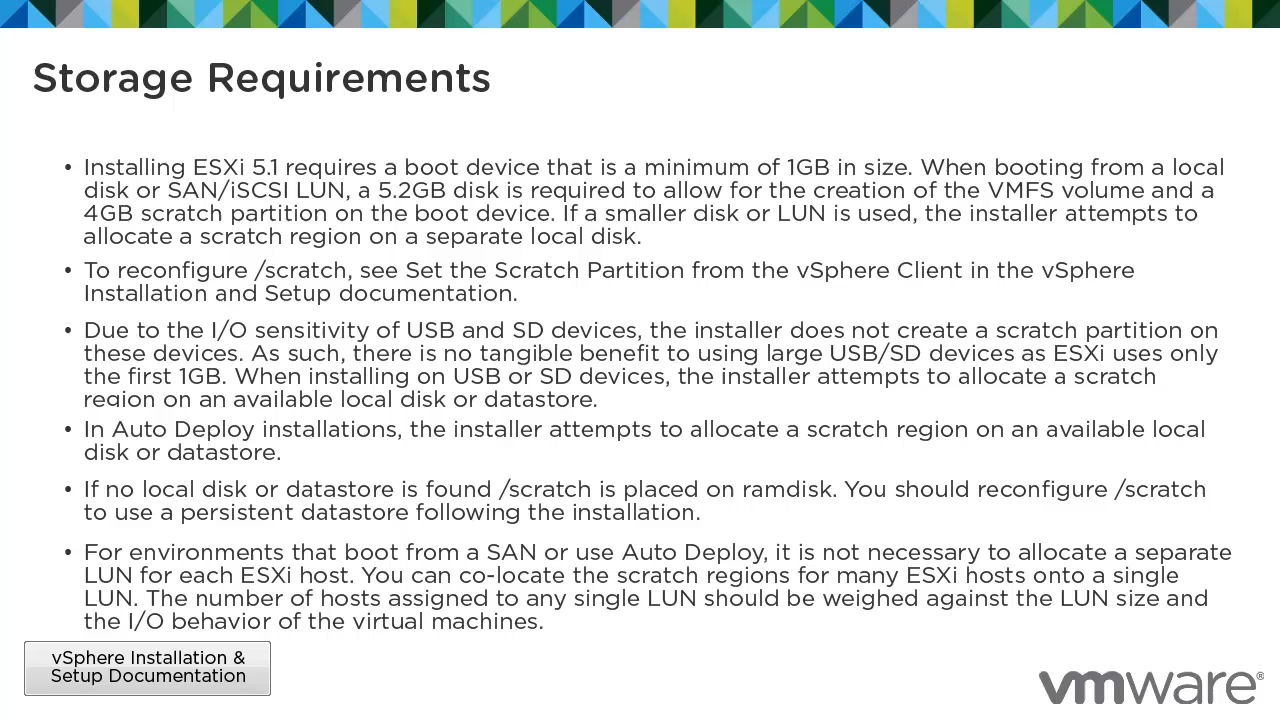 Storage Requirements
• Installing ESXi 5.1 requires a boot device that is a minimum of 1GB in size. When booting from a local
disk or SAN/iSCSI LUN, a 5.2GB disk is required to allow for the creation of the VMFS volume and a
4GB scratch partition on the boot device. If a smaller disk or LUN is used, the installer attempts to
allocate a scratch region on a separate local disk.
• To reconfigure /scratch, see Set the Scratch Partition from the vSphere Client in the vSphere
Installation and Setup documentation.
• Due to the I/O sensitivity of USB and SD devices, the installer does not create a scratch partition on
these devices. As such, there is no tangible benefit to using large USB/SD devices as ESXi uses only
the first 1GB. When installing on USB or SD devices, the installer attempts to allocate a scratch
region on an available local disk or datastore.
• In Auto Deploy installations, the installer attempts to allocate a scratch region on an available local
disk or datastore.
• If no local disk or datastore is found /scratch is placed on ramdisk. You should reconfigure /scratch
to use a persistent datastore following the installation.
• For environments that boot from a SAN or use Auto Deploy, it is not necessary to allocate a separate
LUN for each ESXi host. You can co-locate the scratch regions for many ESXi hosts onto a single
LUN. The number of hosts assigned to any single LUN should be weighed against the LUN size and
the I/O behavior of the virtual machines.
vSphere Installation &
Setup Documentation
vmware®